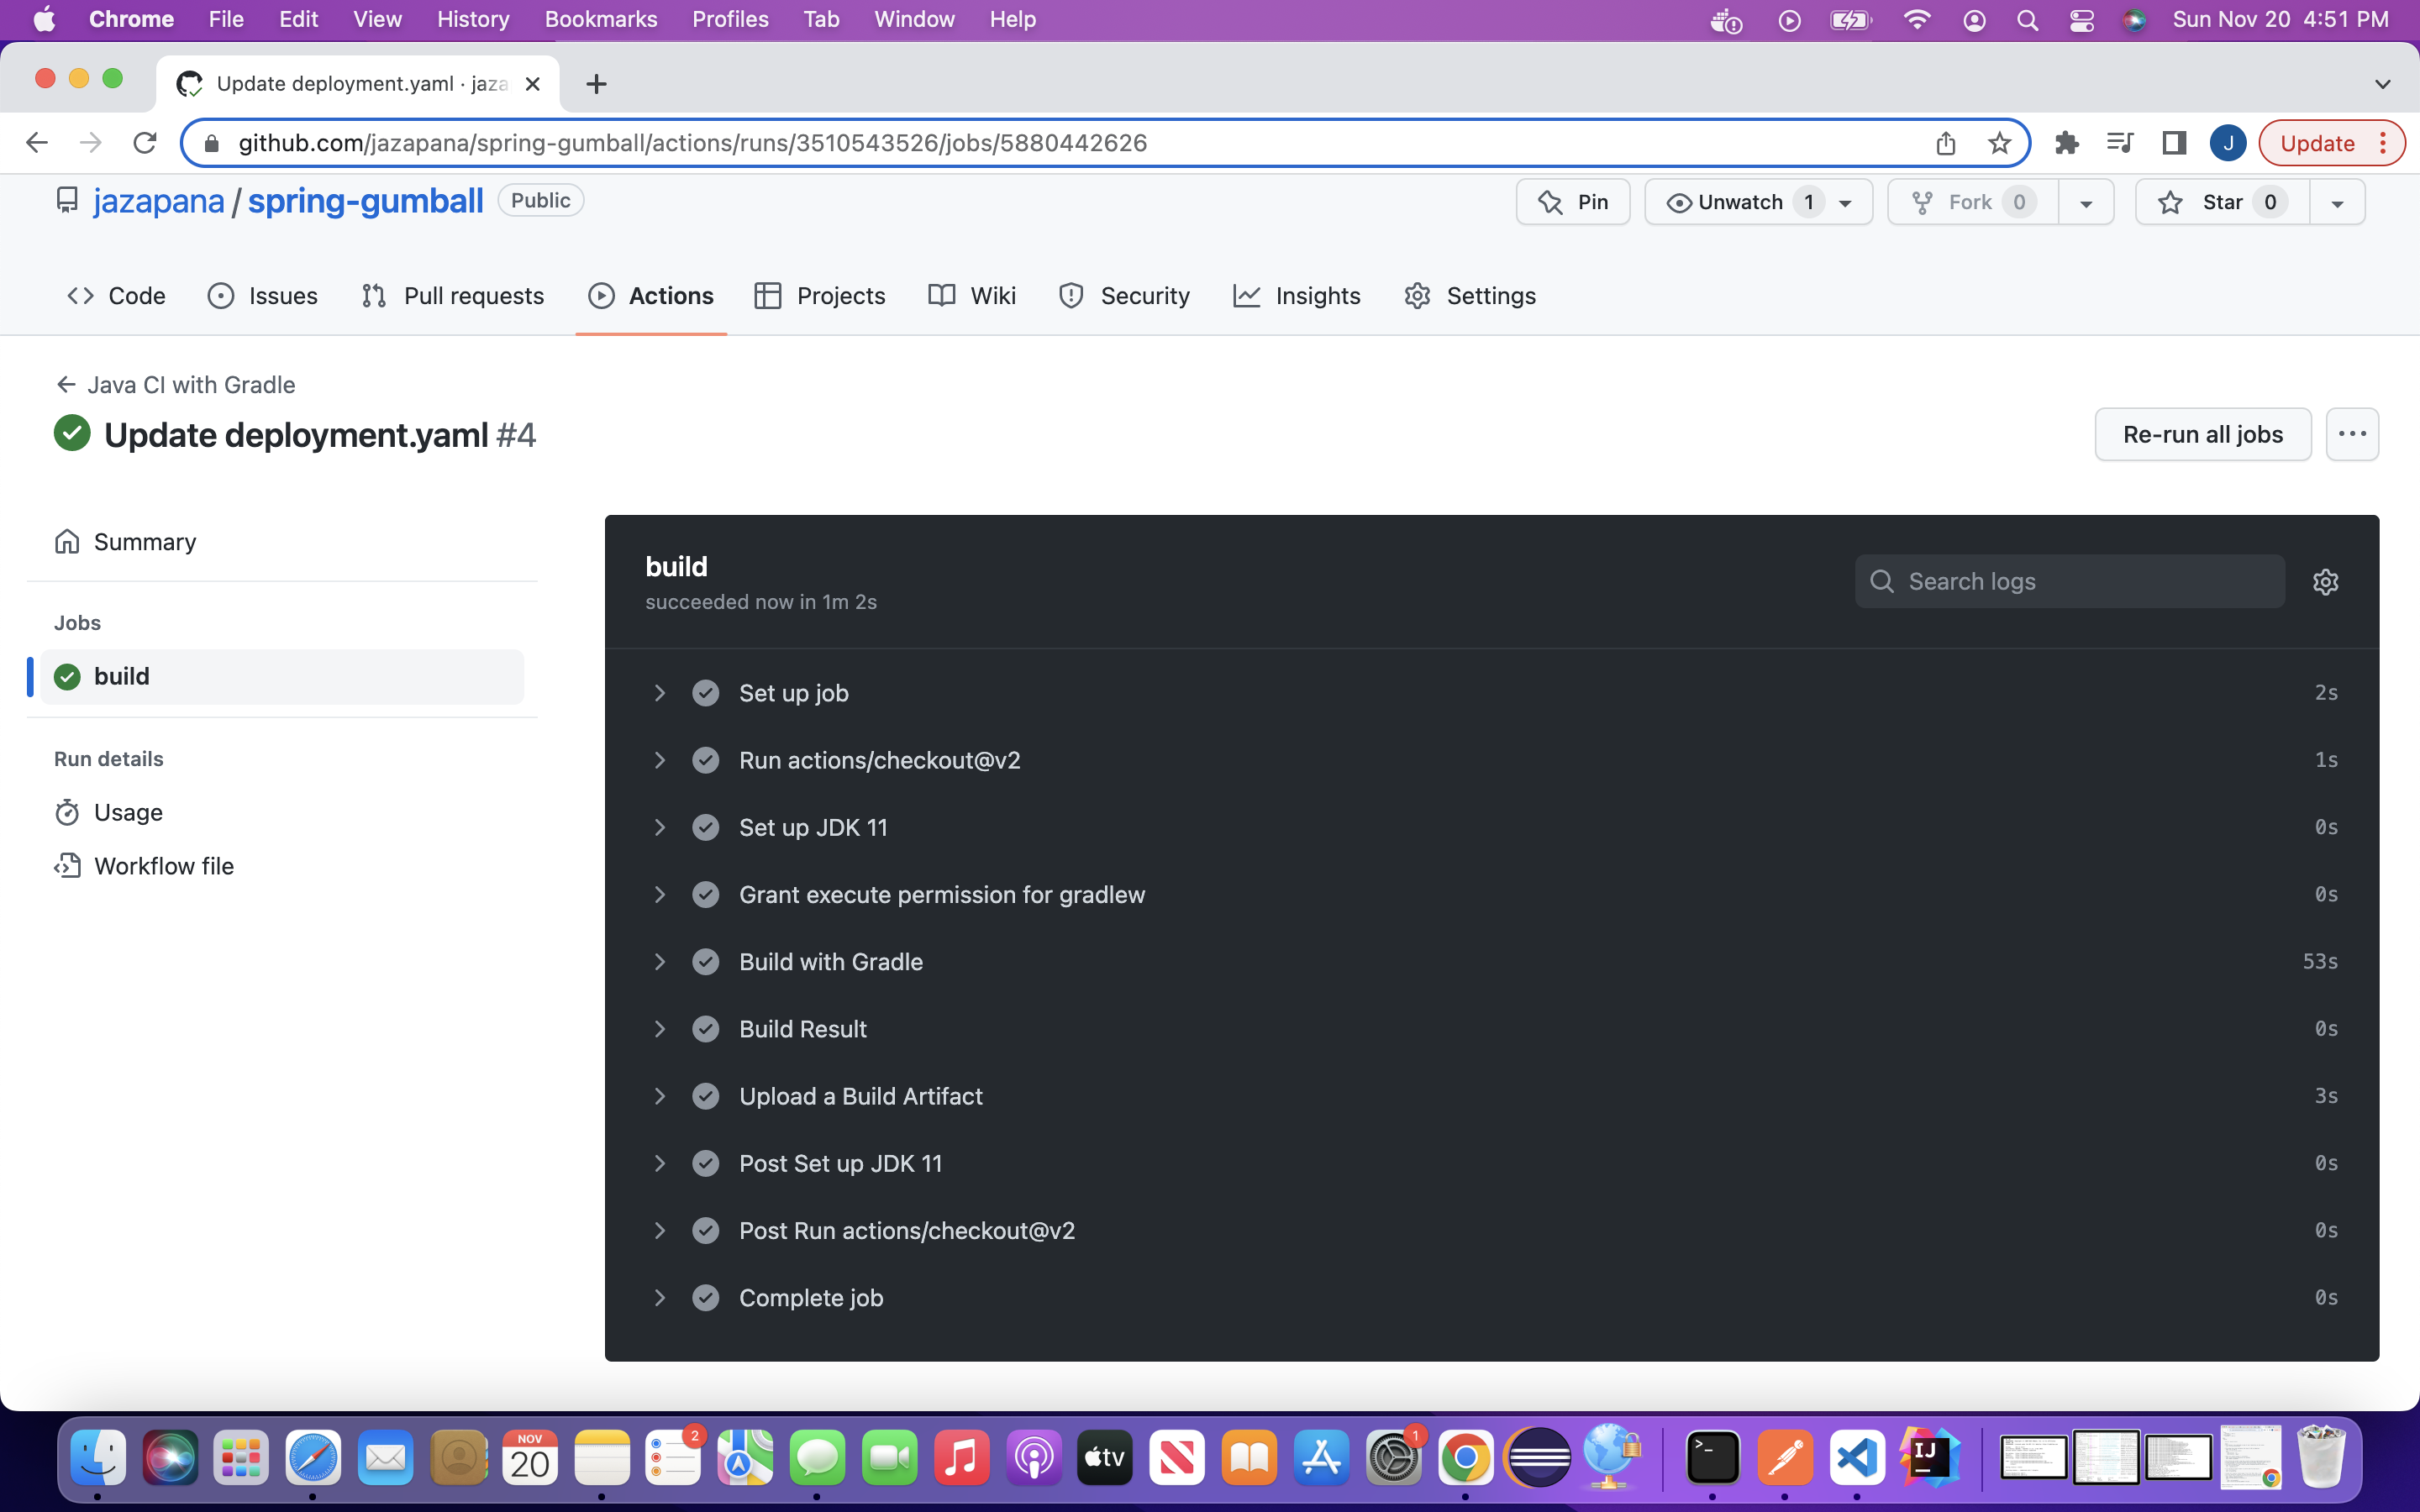 Chrome File Edit View History Bookmarks Profiles Tab Window Help Sun Nov 20 4:51 PM
Update deployment.yaml · jaza
github.com/jazapana/spring-gumball/actions/runs/3510543526/jobs/5880442626 J Update
jazapana / spring-gumball Public Pin Unwatch 1 Fork 0 Star 0
Code Issues Pull requests Actions Projects Wiki Security Insights Settings
Java CI with Gradle
Update deployment.yaml #4 Re-run all jobs
Summary
Jobs
build
Run details
Usage
Workflow file
build
succeeded now in 1m 2s
Search logs
Set up job 2s
Run actions/checkout@v2 1s
Set up JDK 11 0s
Grant execute permission for gradlew 0s
Build with Gradle 53s
Build Result 0s
Upload a Build Artifact 3s
Post Set up JDK 11 0s
Post Run actions/checkout@v2 0s
Complete job 0s
NOV
20
2
tv
1
>_
IJ